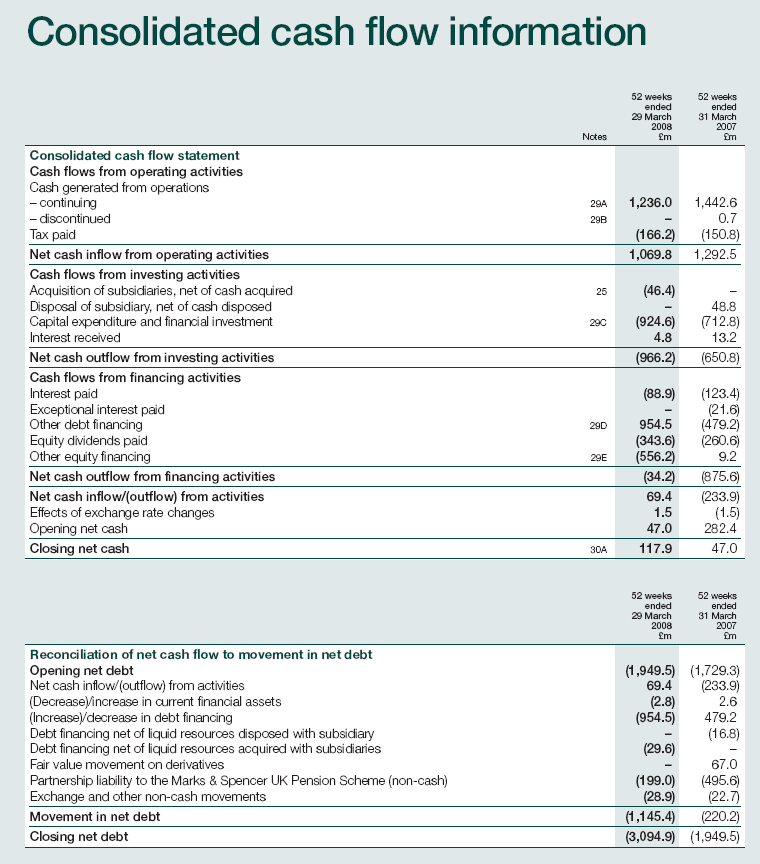 Consolidated cash flow information
52 weeks 52 weeks
ended ended
29 March 31 March
2008 2007
Notes £m £m
Consolidated cash flow statement
Cash flows from operating activities
Cash generated from operations
– continuing 29A 1,236.0 1,442.6
– discontinued 29B – 0.7
Tax paid (166.2) (150.8)
Net cash inflow from operating activities 1,069.8 1,292.5
Cash flows from investing activities
Acquisition of subsidiaries, net of cash acquired 25 (46.4) –
Disposal of subsidiary, net of cash disposed – 48.8
Capital expenditure and financial investment 29C (924.6) (712.8)
Interest received 4.8 13.2
Net cash outflow from investing activities (966.2) (650.8)
Cash flows from financing activities
Interest paid (88.9) (123.4)
Exceptional interest paid – (21.6)
Other debt financing 29D 954.5 (479.2)
Equity dividends paid (343.6) (260.6)
Other equity financing 29E (556.2) 9.2
Net cash outflow from financing activities (34.2) (875.6)
Net cash inflow/(outflow) from activities 69.4 (233.9)
Effects of exchange rate changes 1.5 (1.5)
Opening net cash 47.0 282.4
Closing net cash 30A 117.9 47.0
52 weeks 52 weeks
ended ended
29 March 31 March
2008 2007
£m £m
Reconciliation of net cash flow to movement in net debt
Opening net debt (1,949.5) (1,729.3)
Net cash inflow/(outflow) from activities 69.4 (233.9)
(Decrease)/increase in current financial assets (2.8) 2.6
(Increase)/decrease in debt financing (954.5) 479.2
Debt financing net of liquid resources disposed with subsidiary – (16.8)
Debt financing net of liquid resources acquired with subsidiaries (29.6) –
Fair value movement on derivatives – 67.0
Partnership liability to the Marks & Spencer UK Pension Scheme (non-cash) (199.0) (495.6)
Exchange and other non-cash movements (28.9) (22.7)
Movement in net debt (1,145.4) (220.2)
Closing net debt (3,094.9) (1,949.5)